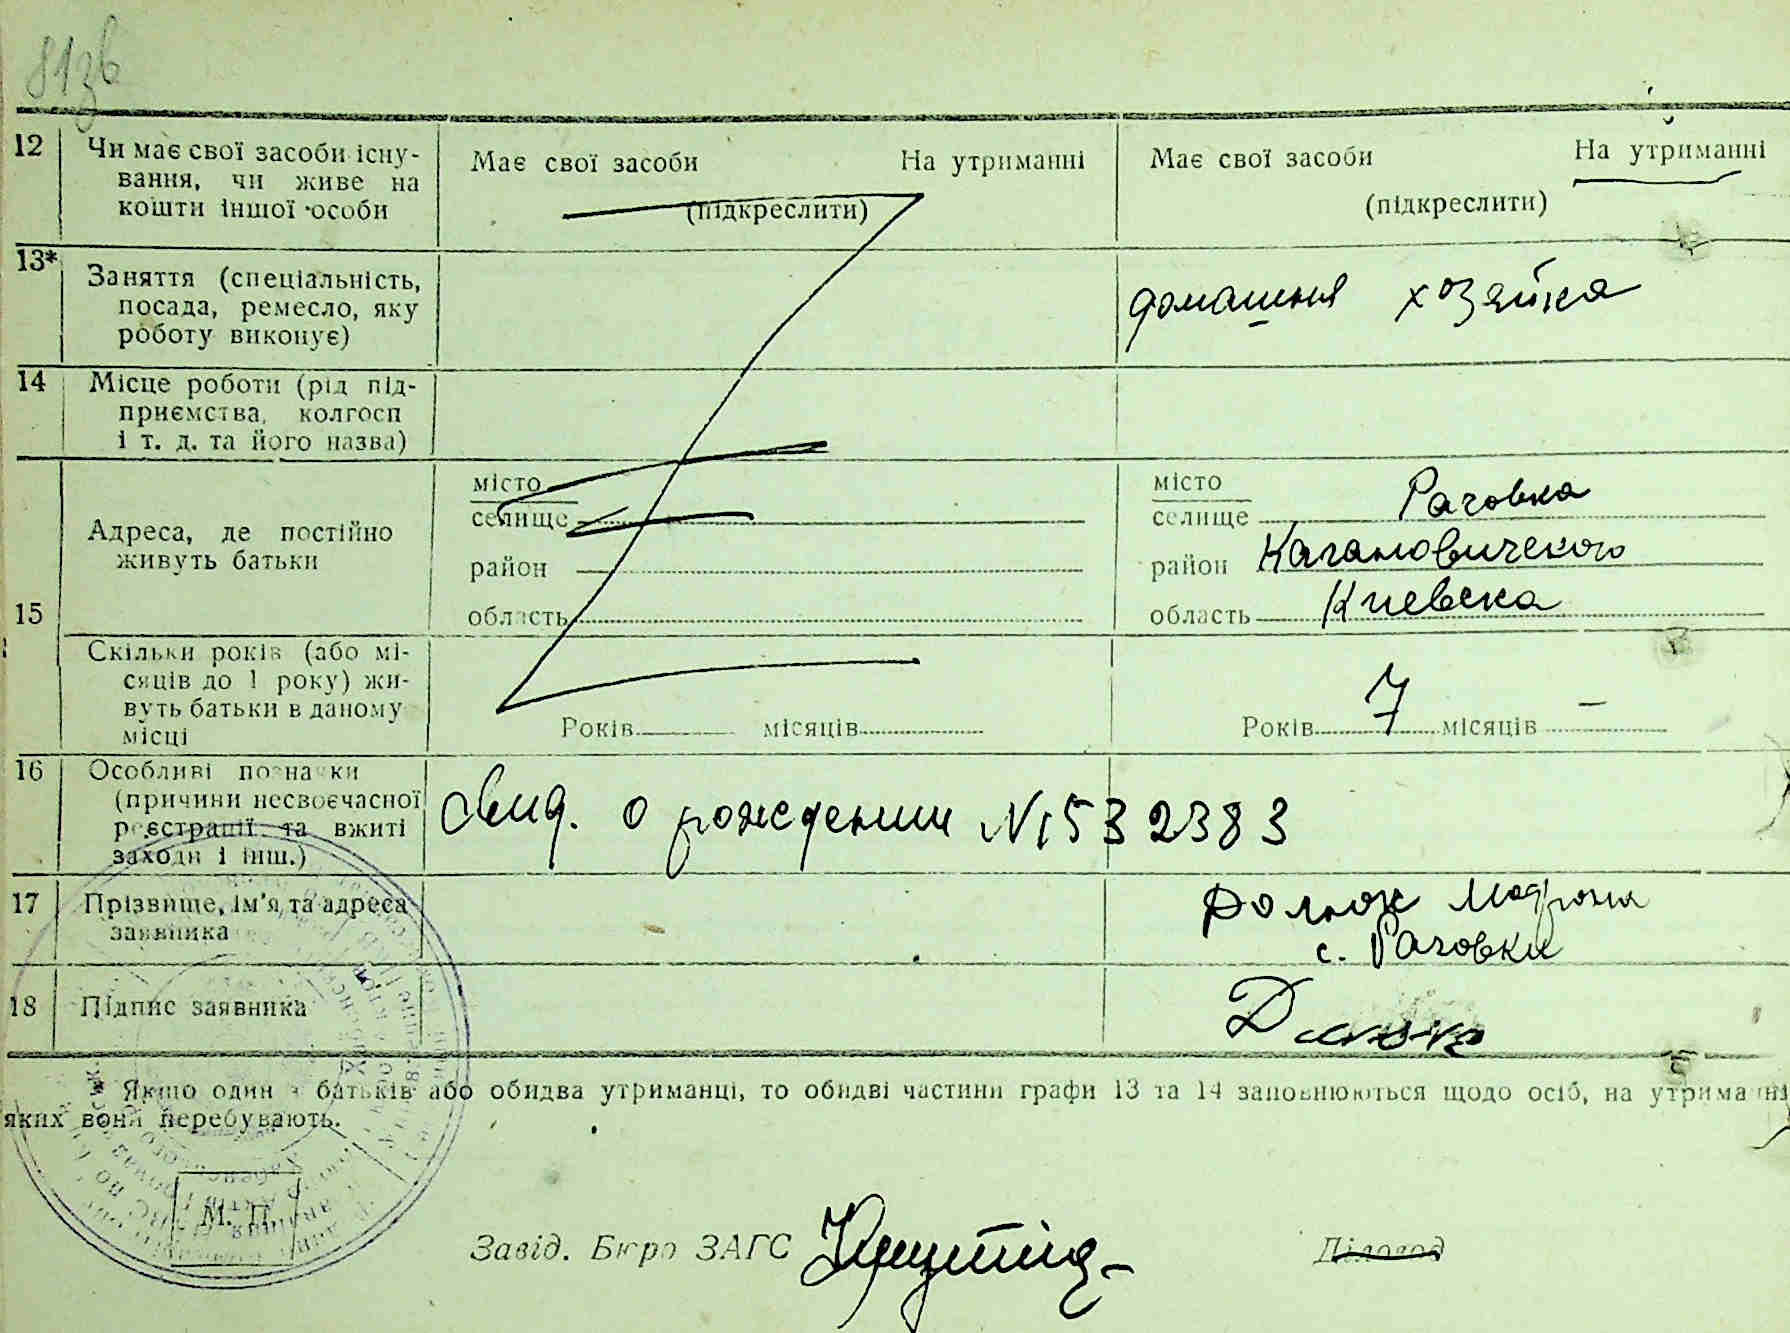 81зв
12 Чи має свої засоби існу-
вання, чи живе на
кошти іншої особи
Має свої засоби На утриманні
(підкреслити)
Має свої засоби На утриманні
(підкреслити)
13* Заняття (спеціальність,
посада, ремесло, яку
роботу виконує)
домашня хозяйка
14 Місце роботи (рід під-
приємства, колгосп
і т. д. та його назва)
15 Адреса, де постійно
живуть батьки
місто
селище
район
область
місто
селище Рачовка
район Кагановичского
область Киевска
Скільки років (або мі-
сяців до 1 року) жи-
вуть батьки в даному
місці
Років місяців
Років 7 місяців –
16 Особливі позначки
(причини несвоєчасної
реєстрації та вжиті
заходи і інш.)
Свид. о рождении N 1532383
17 Прізвище, ім'я та адреса
заявника
Мадрона
с. Рачовки
18 Підпис заявника
* Якщо один з батьків або обидва утриманці, то обидві частини графи 13 та 14 заповнюються щодо осіб, на утриманні
яких вони перебувають.
М. П.
Завід. Бюро ЗАГС
Діловод